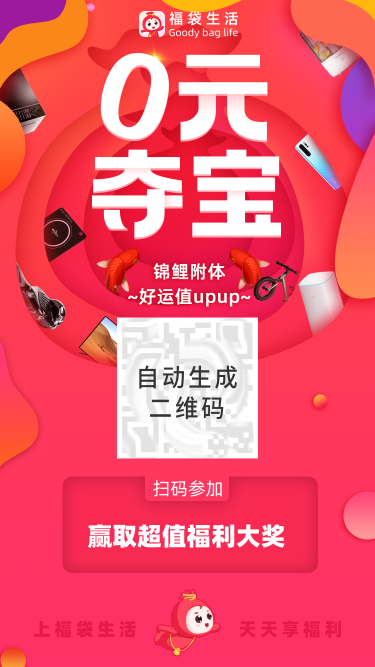 福袋生活
Goody bag life
0元
夺宝
锦鲤附体
~好运值upup~
自动生成
二维码
扫码参加
赢取超值福利大奖
上福袋生活 天天享福利